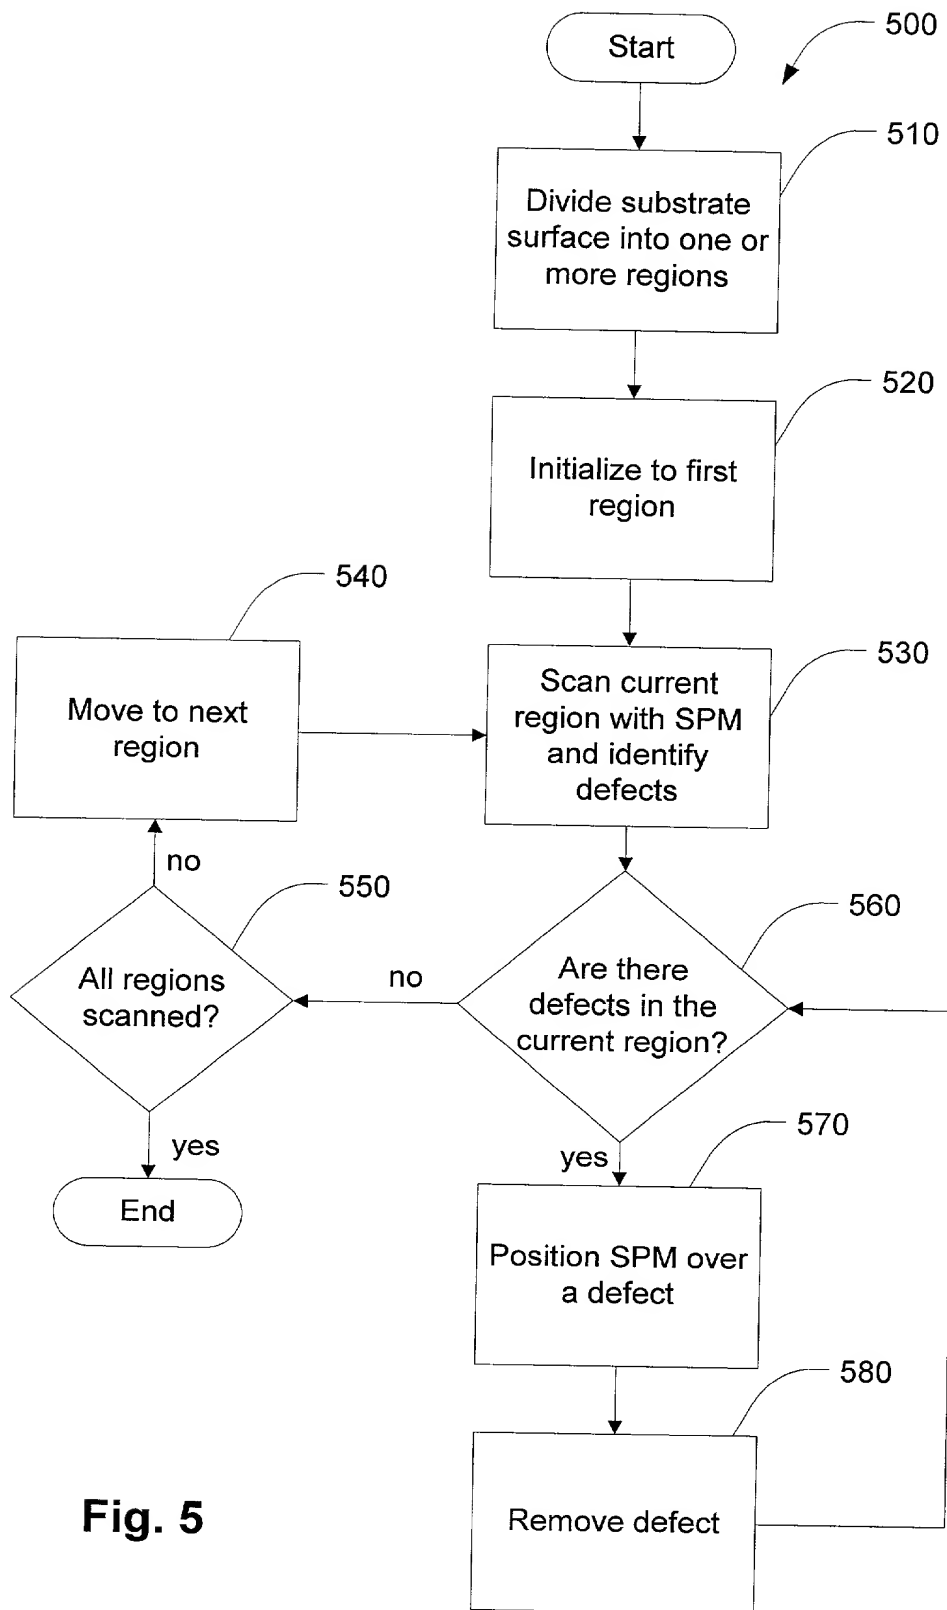 500
Start
510
Divide substrate
surface into one or
more regions
520
Initialize to first
region
540
530
Move to next
region
Scan current
region with SPM
and identify
defects
no
550
560
All regions
scanned?
no
Are there
defects in the
current region?
570
yes
yes
End
Position SPM over
a defect
580
Remove defect
Fig. 5